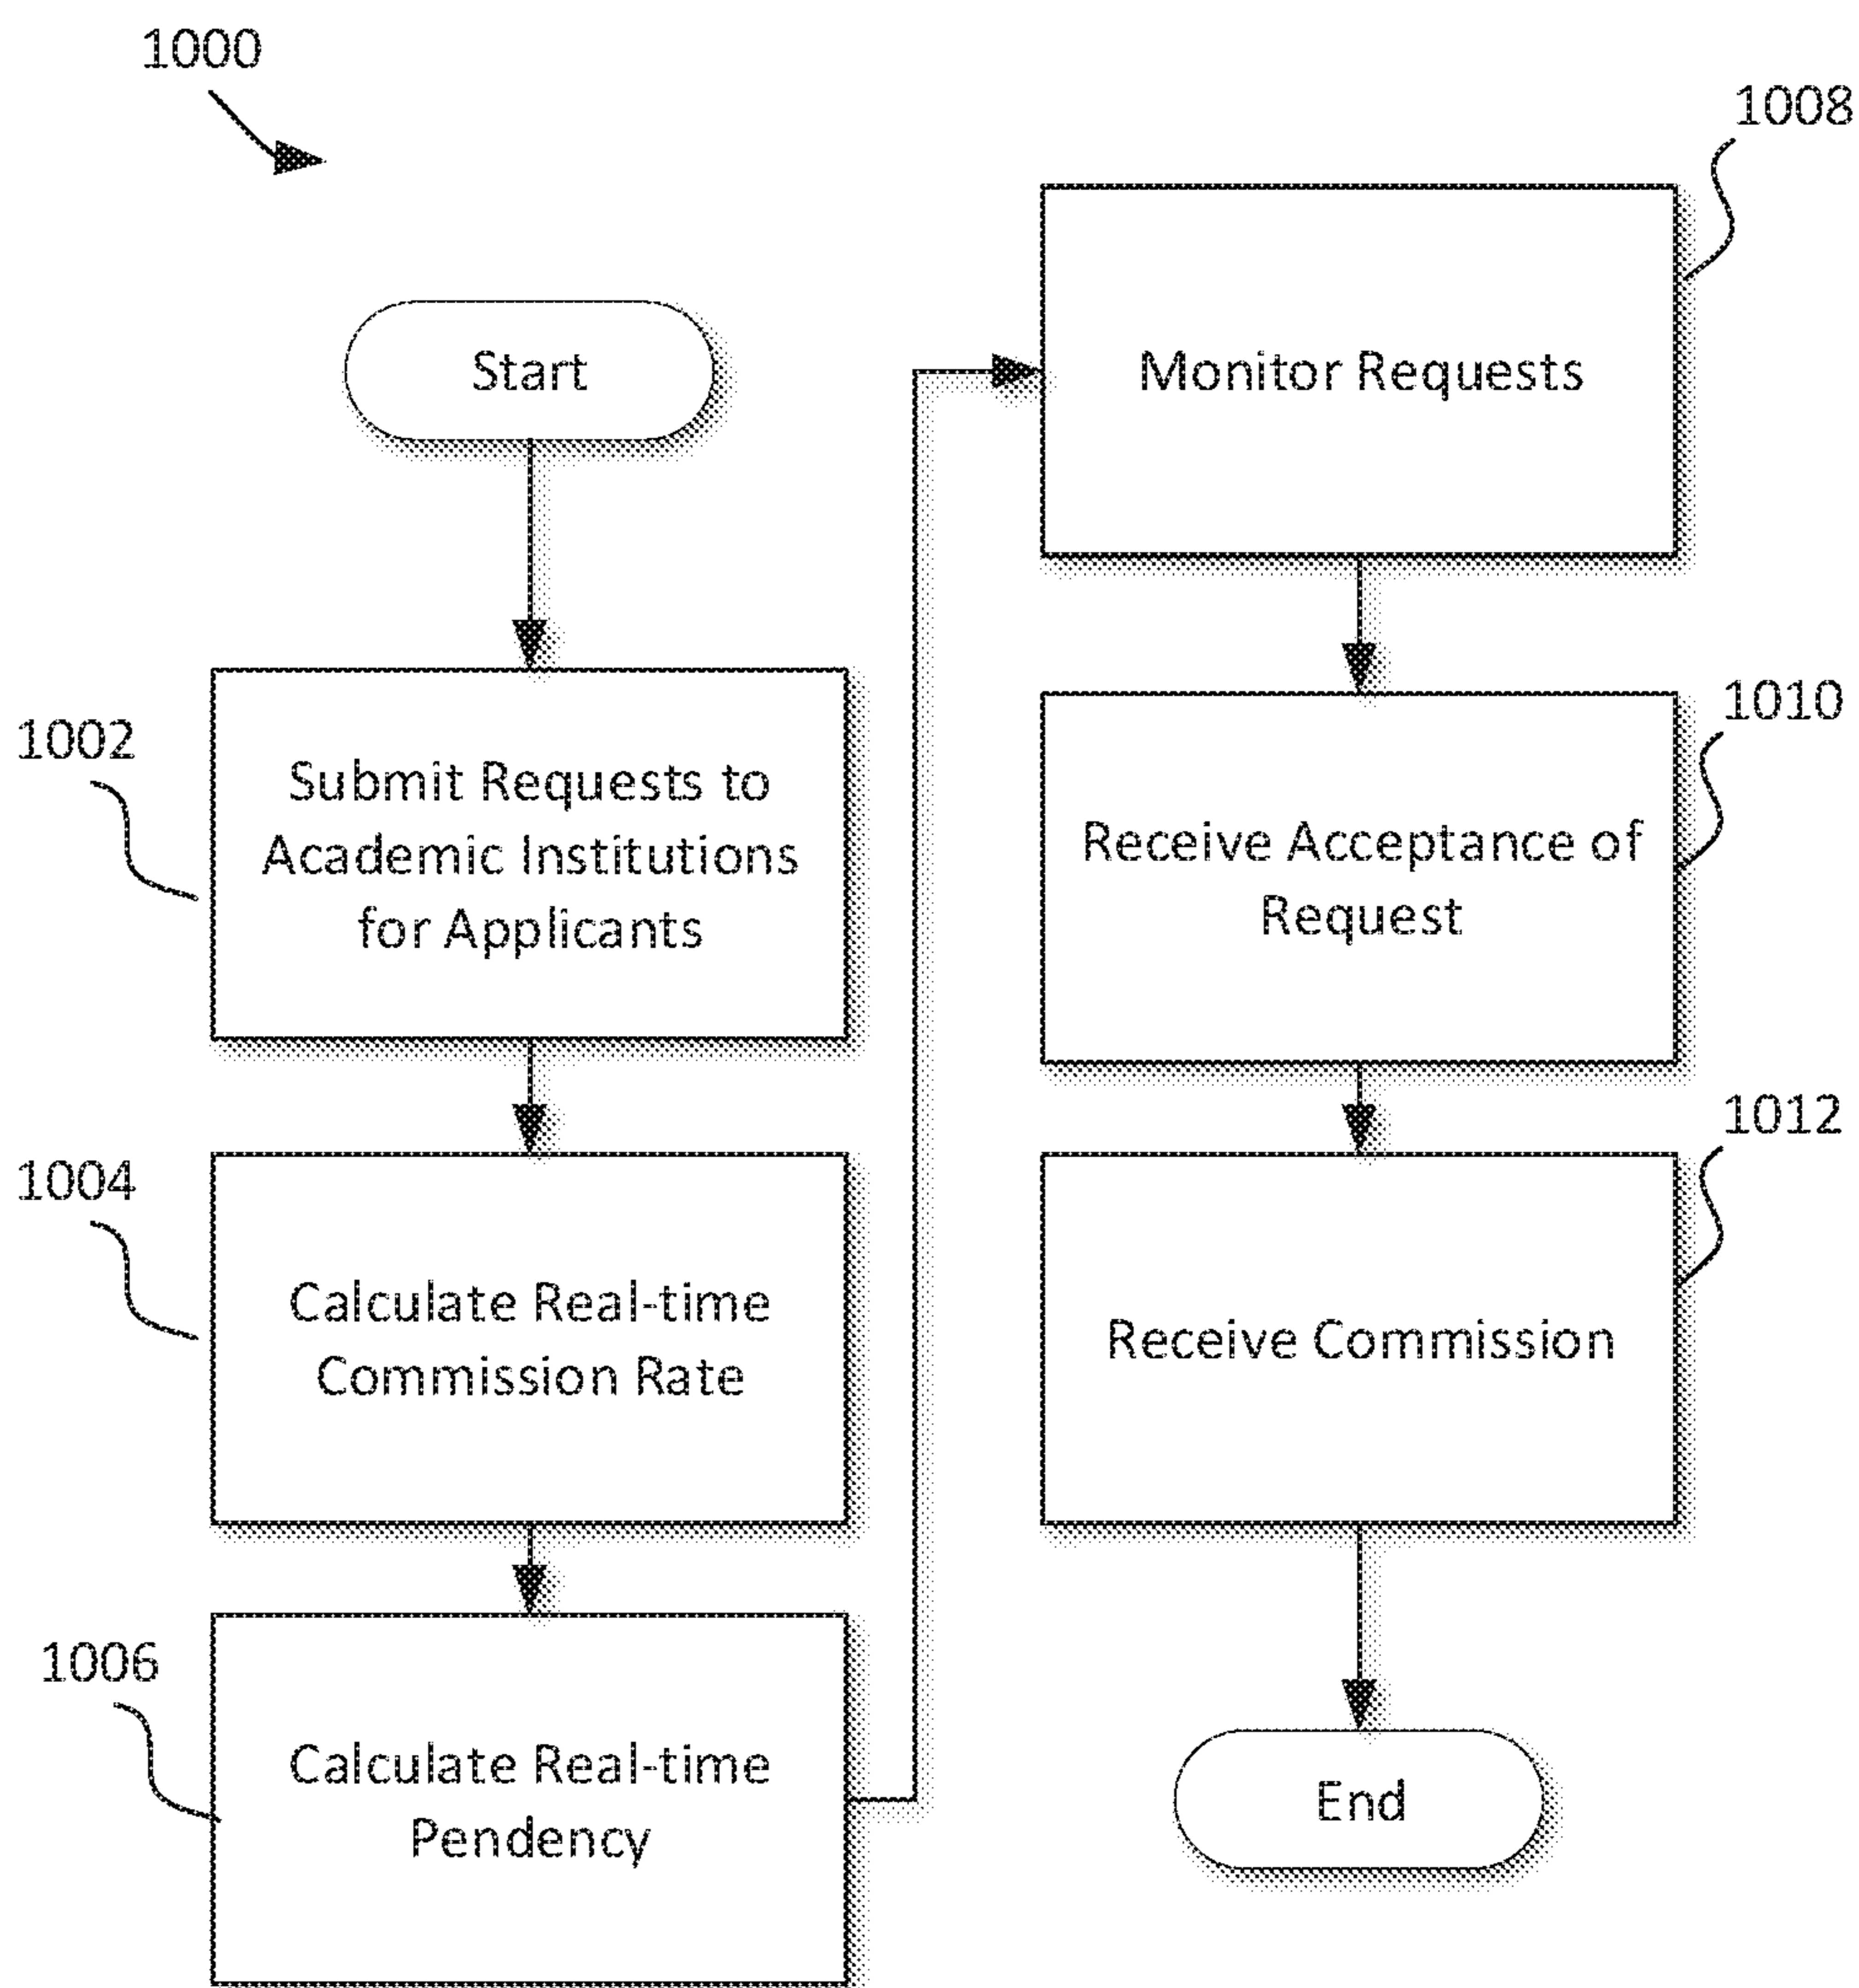 1000
Start
1002
Submit Requests to
Academic Institutions
for Applicants
1004
Calculate Real-time
Commission Rate
1006
Calculate Real-time
Pendency
1008
Monitor Requests
1010
Receive Acceptance of
Request
1012
Receive Commission
End